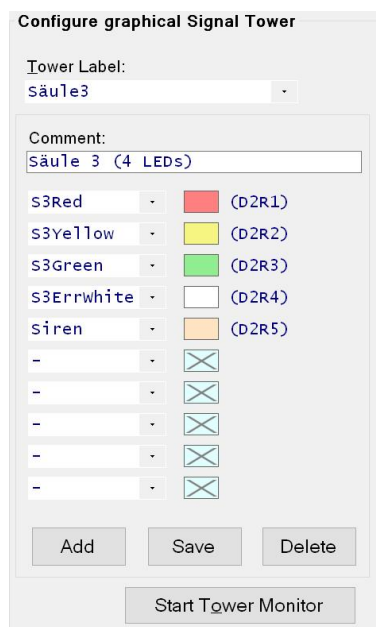 Configure graphical Signal Tower
Tower Label:
Säule3
Comment:
Säule 3 (4 LEDs)
S3Red (D2R1)
S3Yellow (D2R2)
S3Green (D2R3)
S3ErrWhite (D2R4)
Siren (D2R5)
-
-
-
-
-
Add Save Delete
Start Tower Monitor